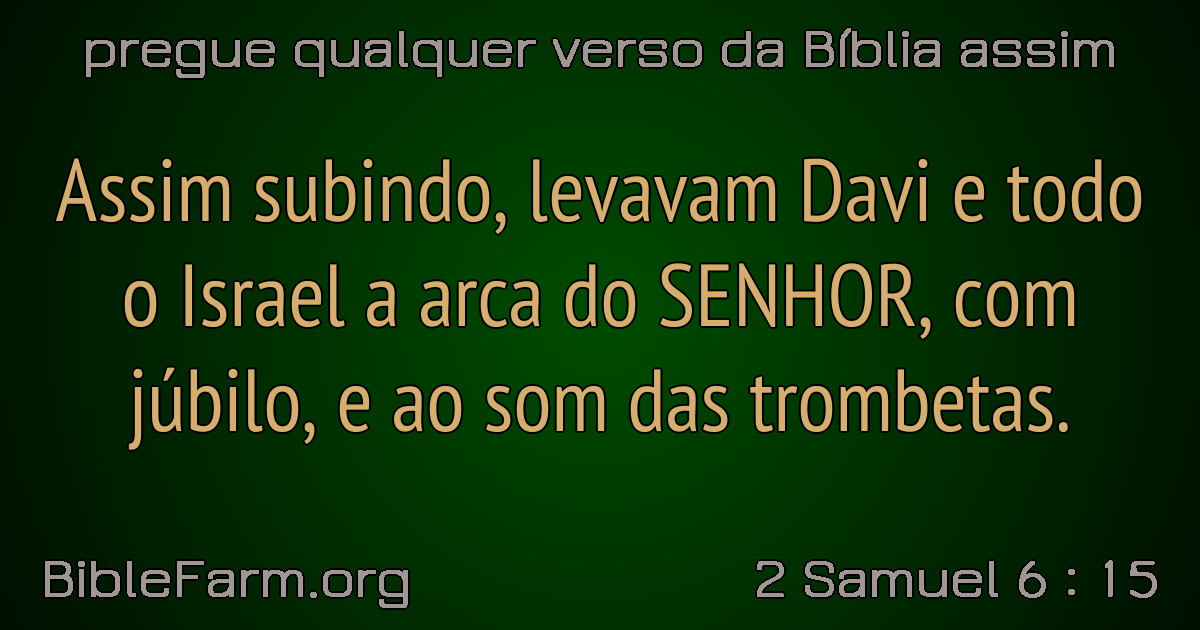 pregue qualquer verso da Bíblia assim
Assim subindo, levavam Davi e todo
o Israel a arca do SENHOR, com
júbilo, e ao som das trombetas.
BibleFarm.org
2 Samuel 6 : 15